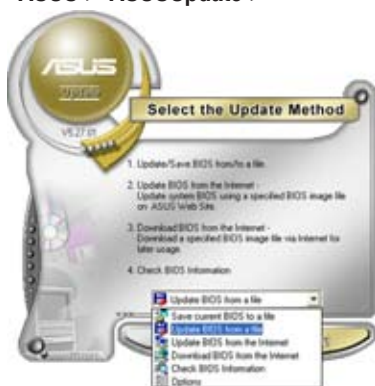 ASUS
Update
V5.27.01
Select the Update Method
1. Update/Save BIOS from/to a file.
2. Update BIOS from the Internet -
Update system BIOS using a specified BIOS image file
on ASUS Web Site.
3. Download BIOS from the Internet -
Download a specified BIOS image file via Internet for
later usage.
4. Check BIOS Information
Update BIOS from a file
Save current BIOS to a file
Update BIOS from a file
Update BIOS from the Internet
Download BIOS from the Internet
Check BIOS Information
Options